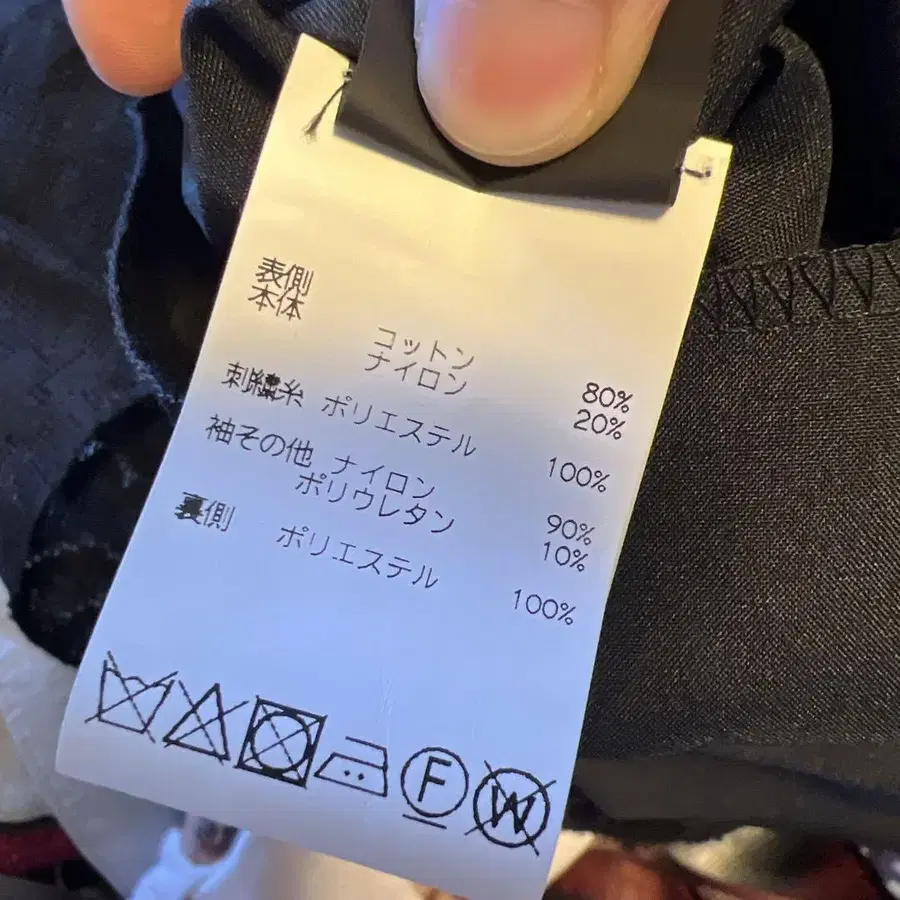 表側
本体
コットン 80%
ナイロン 20%
刺繍糸 ポリエステル 100%
袖その他 ナイロン 90%
ポリウレタン 10%
裏側 ポリエステル 100%
F W